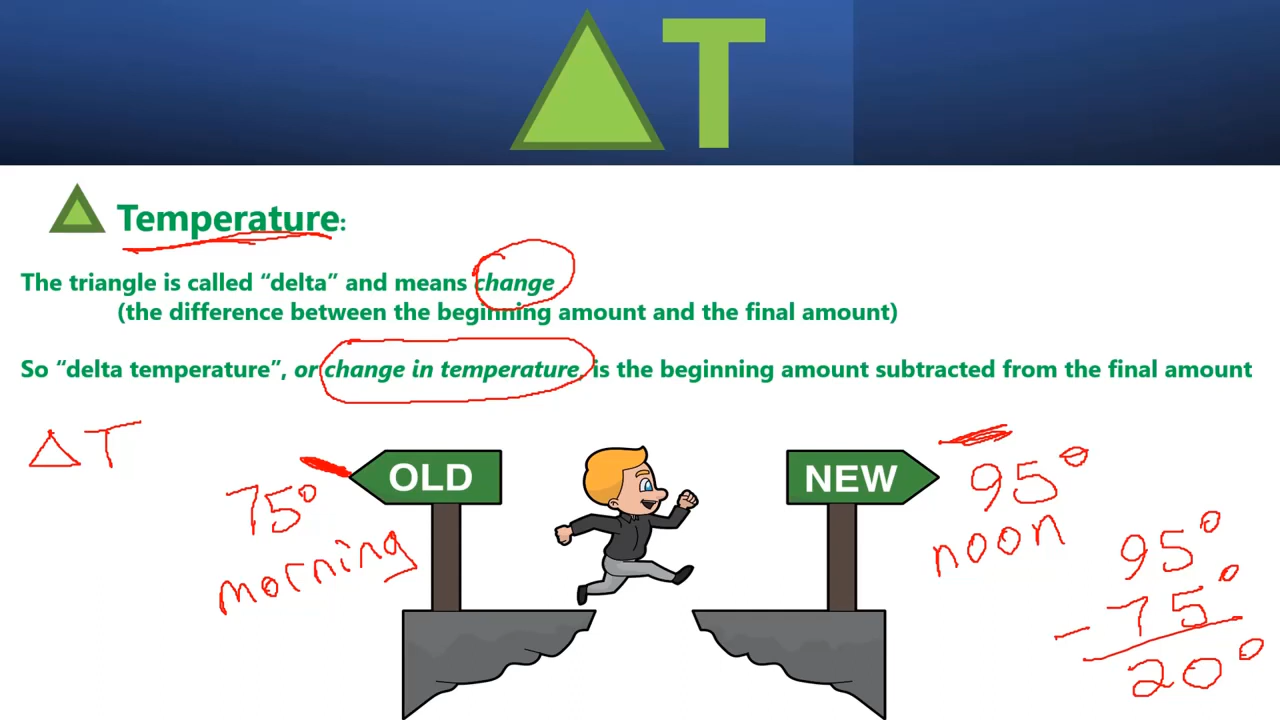 ΔT
Temperature:
The triangle is called “delta” and means change
(the difference between the beginning amount and the final amount)
So “delta temperature”, or change in temperature, is the beginning amount subtracted from the final amount
ΔT
OLD
NEW
75°
morning
95°
noon
95°
- 75°
20°